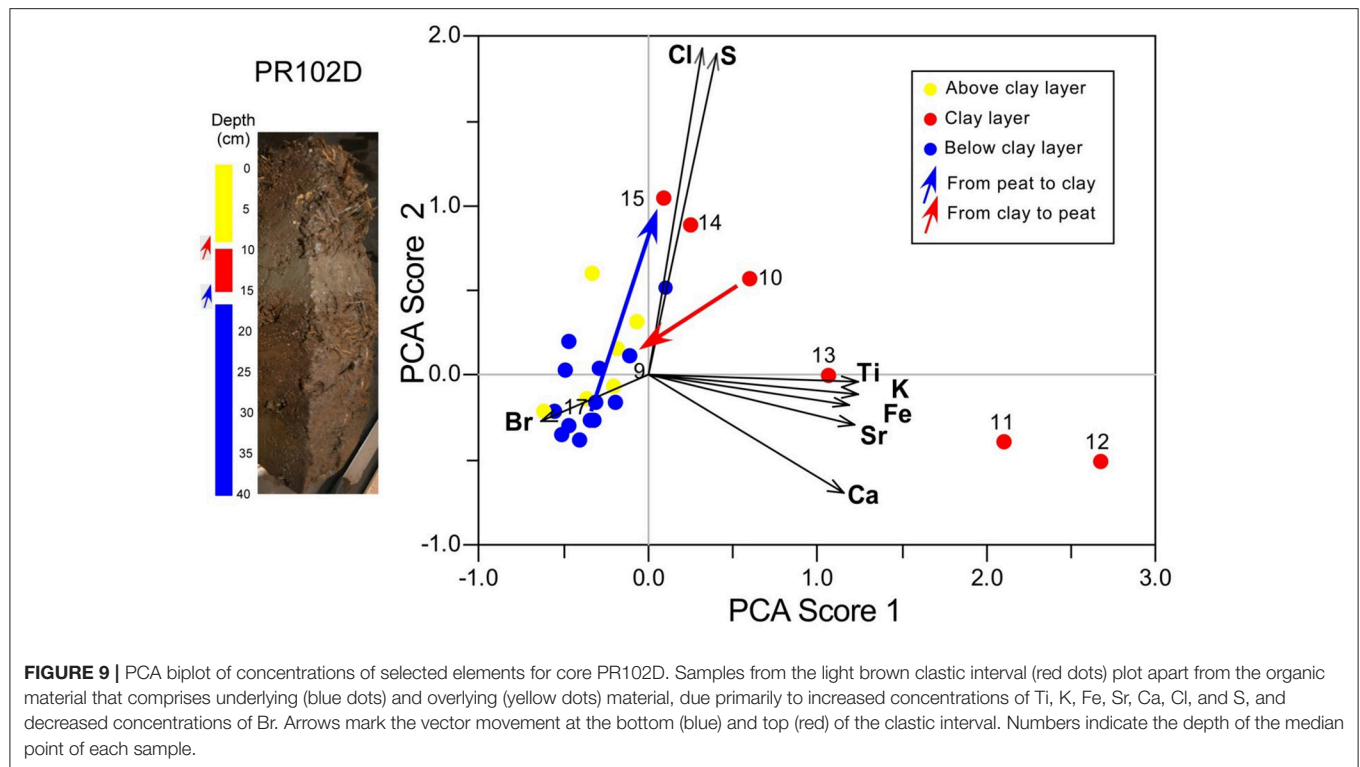 PR102D
Depth
(cm)
0
5
10
15
20
25
30
35
40
2.0
1.0
0.0
-1.0
PCA Score 2
-1.0
0.0
1.0
2.0
3.0
PCA Score 1
Cl
S
15
14
10
13
Ti
K
Fe
Sr
Ca
11
12
9
17
Br
Above clay layer
Clay layer
Below clay layer
From peat to clay
From clay to peat
FIGURE 9 | PCA biplot of concentrations of selected elements for core PR102D. Samples from the light brown clastic interval (red dots) plot apart from the organic
material that comprises underlying (blue dots) and overlying (yellow dots) material, due primarily to increased concentrations of Ti, K, Fe, Sr, Ca, Cl, and S, and
decreased concentrations of Br. Arrows mark the vector movement at the bottom (blue) and top (red) of the clastic interval. Numbers indicate the depth of the median
point of each sample.